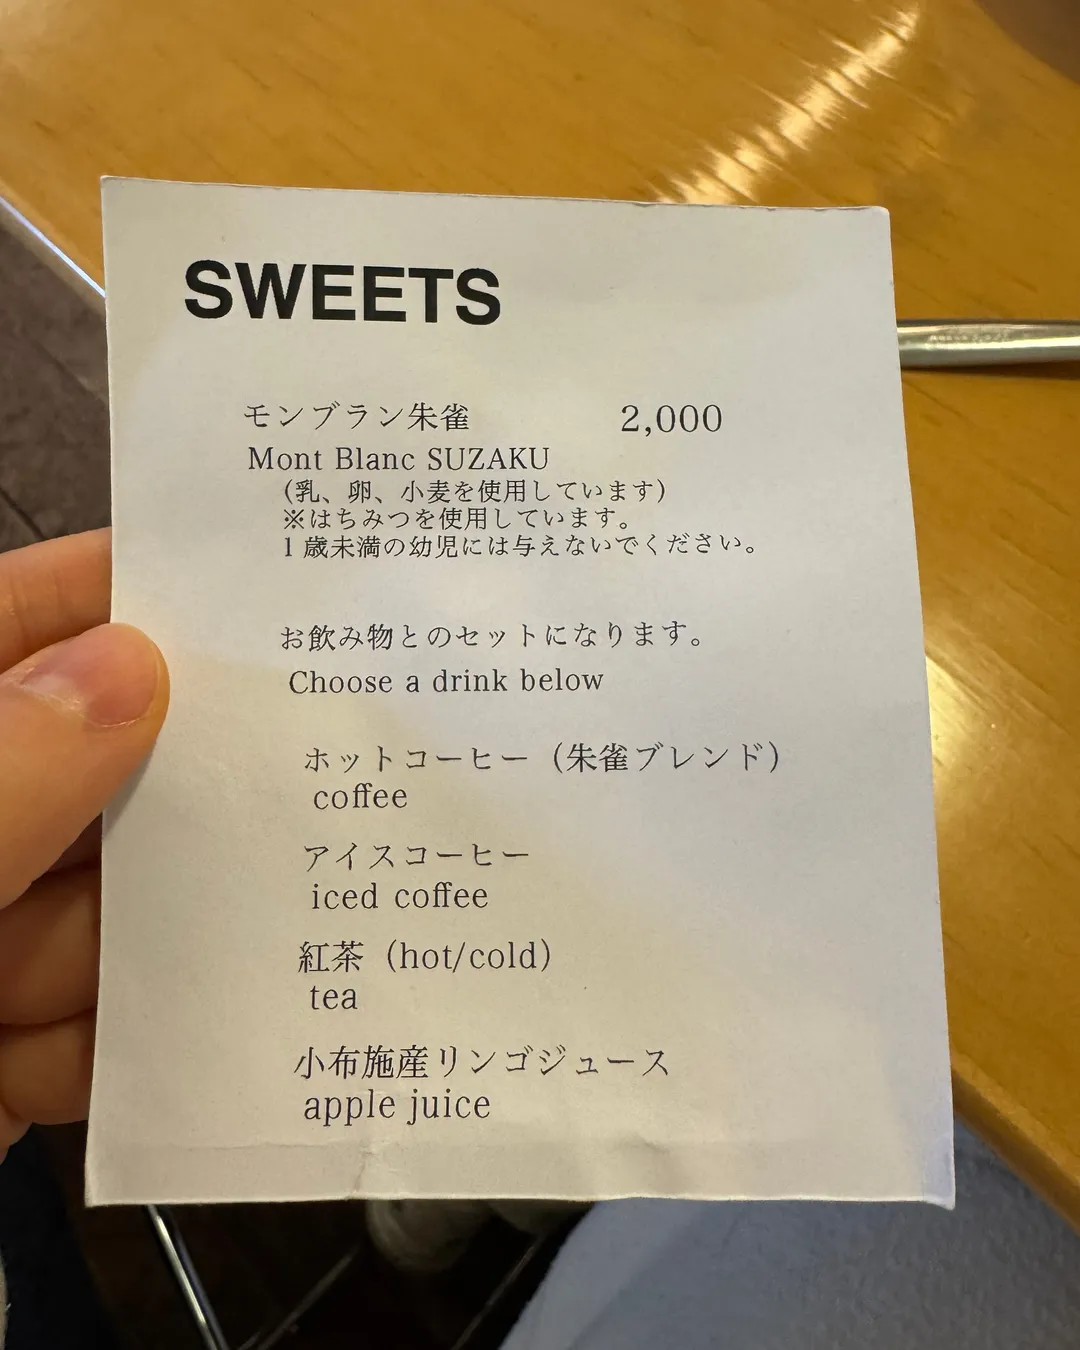 SWEETS
モンブラン朱雀 2,000
Mont Blanc SUZAKU
(乳、卵、小麦を使用しています)
※はちみつを使用しています。
1歳未満の幼児には与えないでください。
お飲み物とのセットになります。
Choose a drink below
ホットコーヒー(朱雀ブレンド)
coffee
アイスコーヒー
iced coffee
紅茶(hot/cold)
tea
小布施産リンゴジュース
apple juice